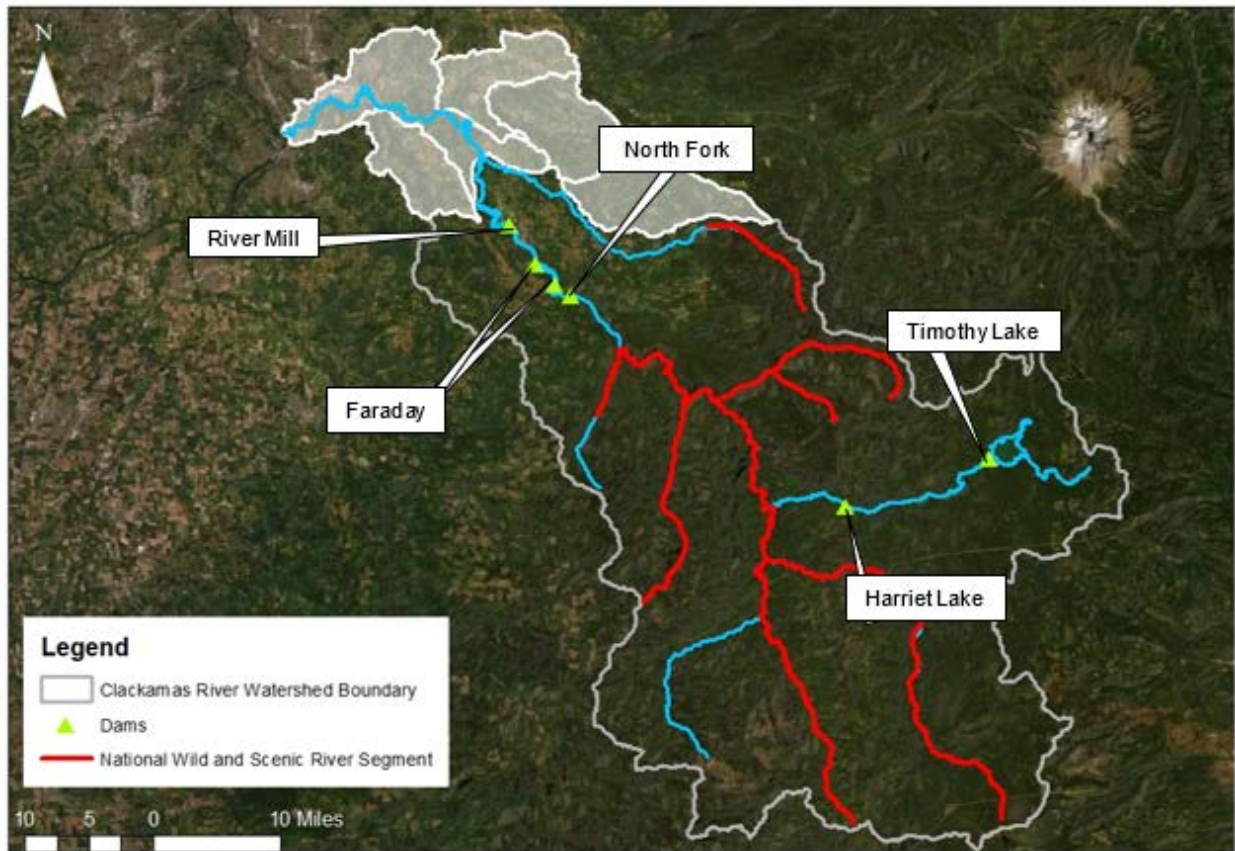 N
North Fork
River Mill
Timothy Lake
Faraday
Harriet Lake
Legend
Clackamas River Watershed Boundary
Dams
National Wild and Scenic River Segment
10 5 0 10 Miles